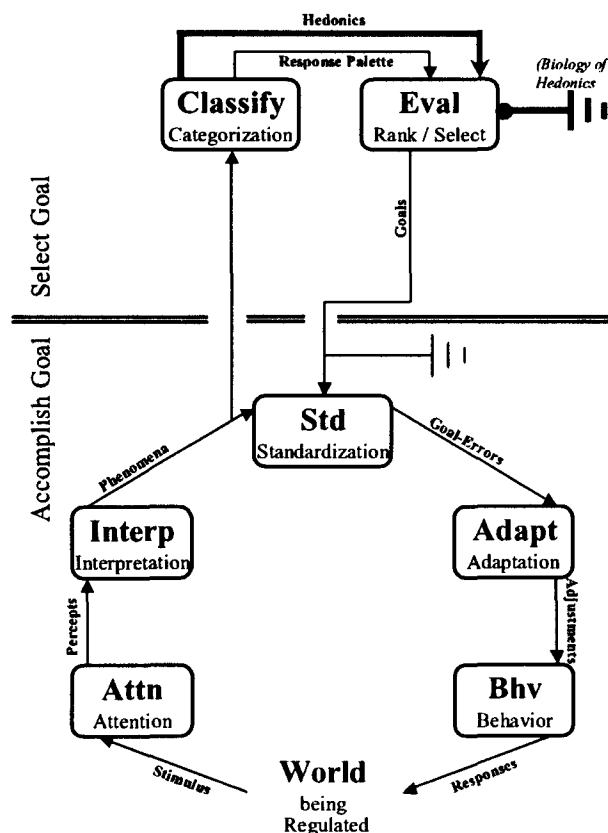 Hedonics
Response Palette
Classify
Categorization
Eval
Rank / Select
(Biology of
Hedonics
Select Goal
Goals
Accomplish Goal
Std
Standardization
Phenomena
Goal-Errors
Interp
Interpretation
Adapt
Adaptation
Percepts
Adjustments
Attn
Attention
Bhv
Behavior
Stimulus
World
being
Regulated
Responses